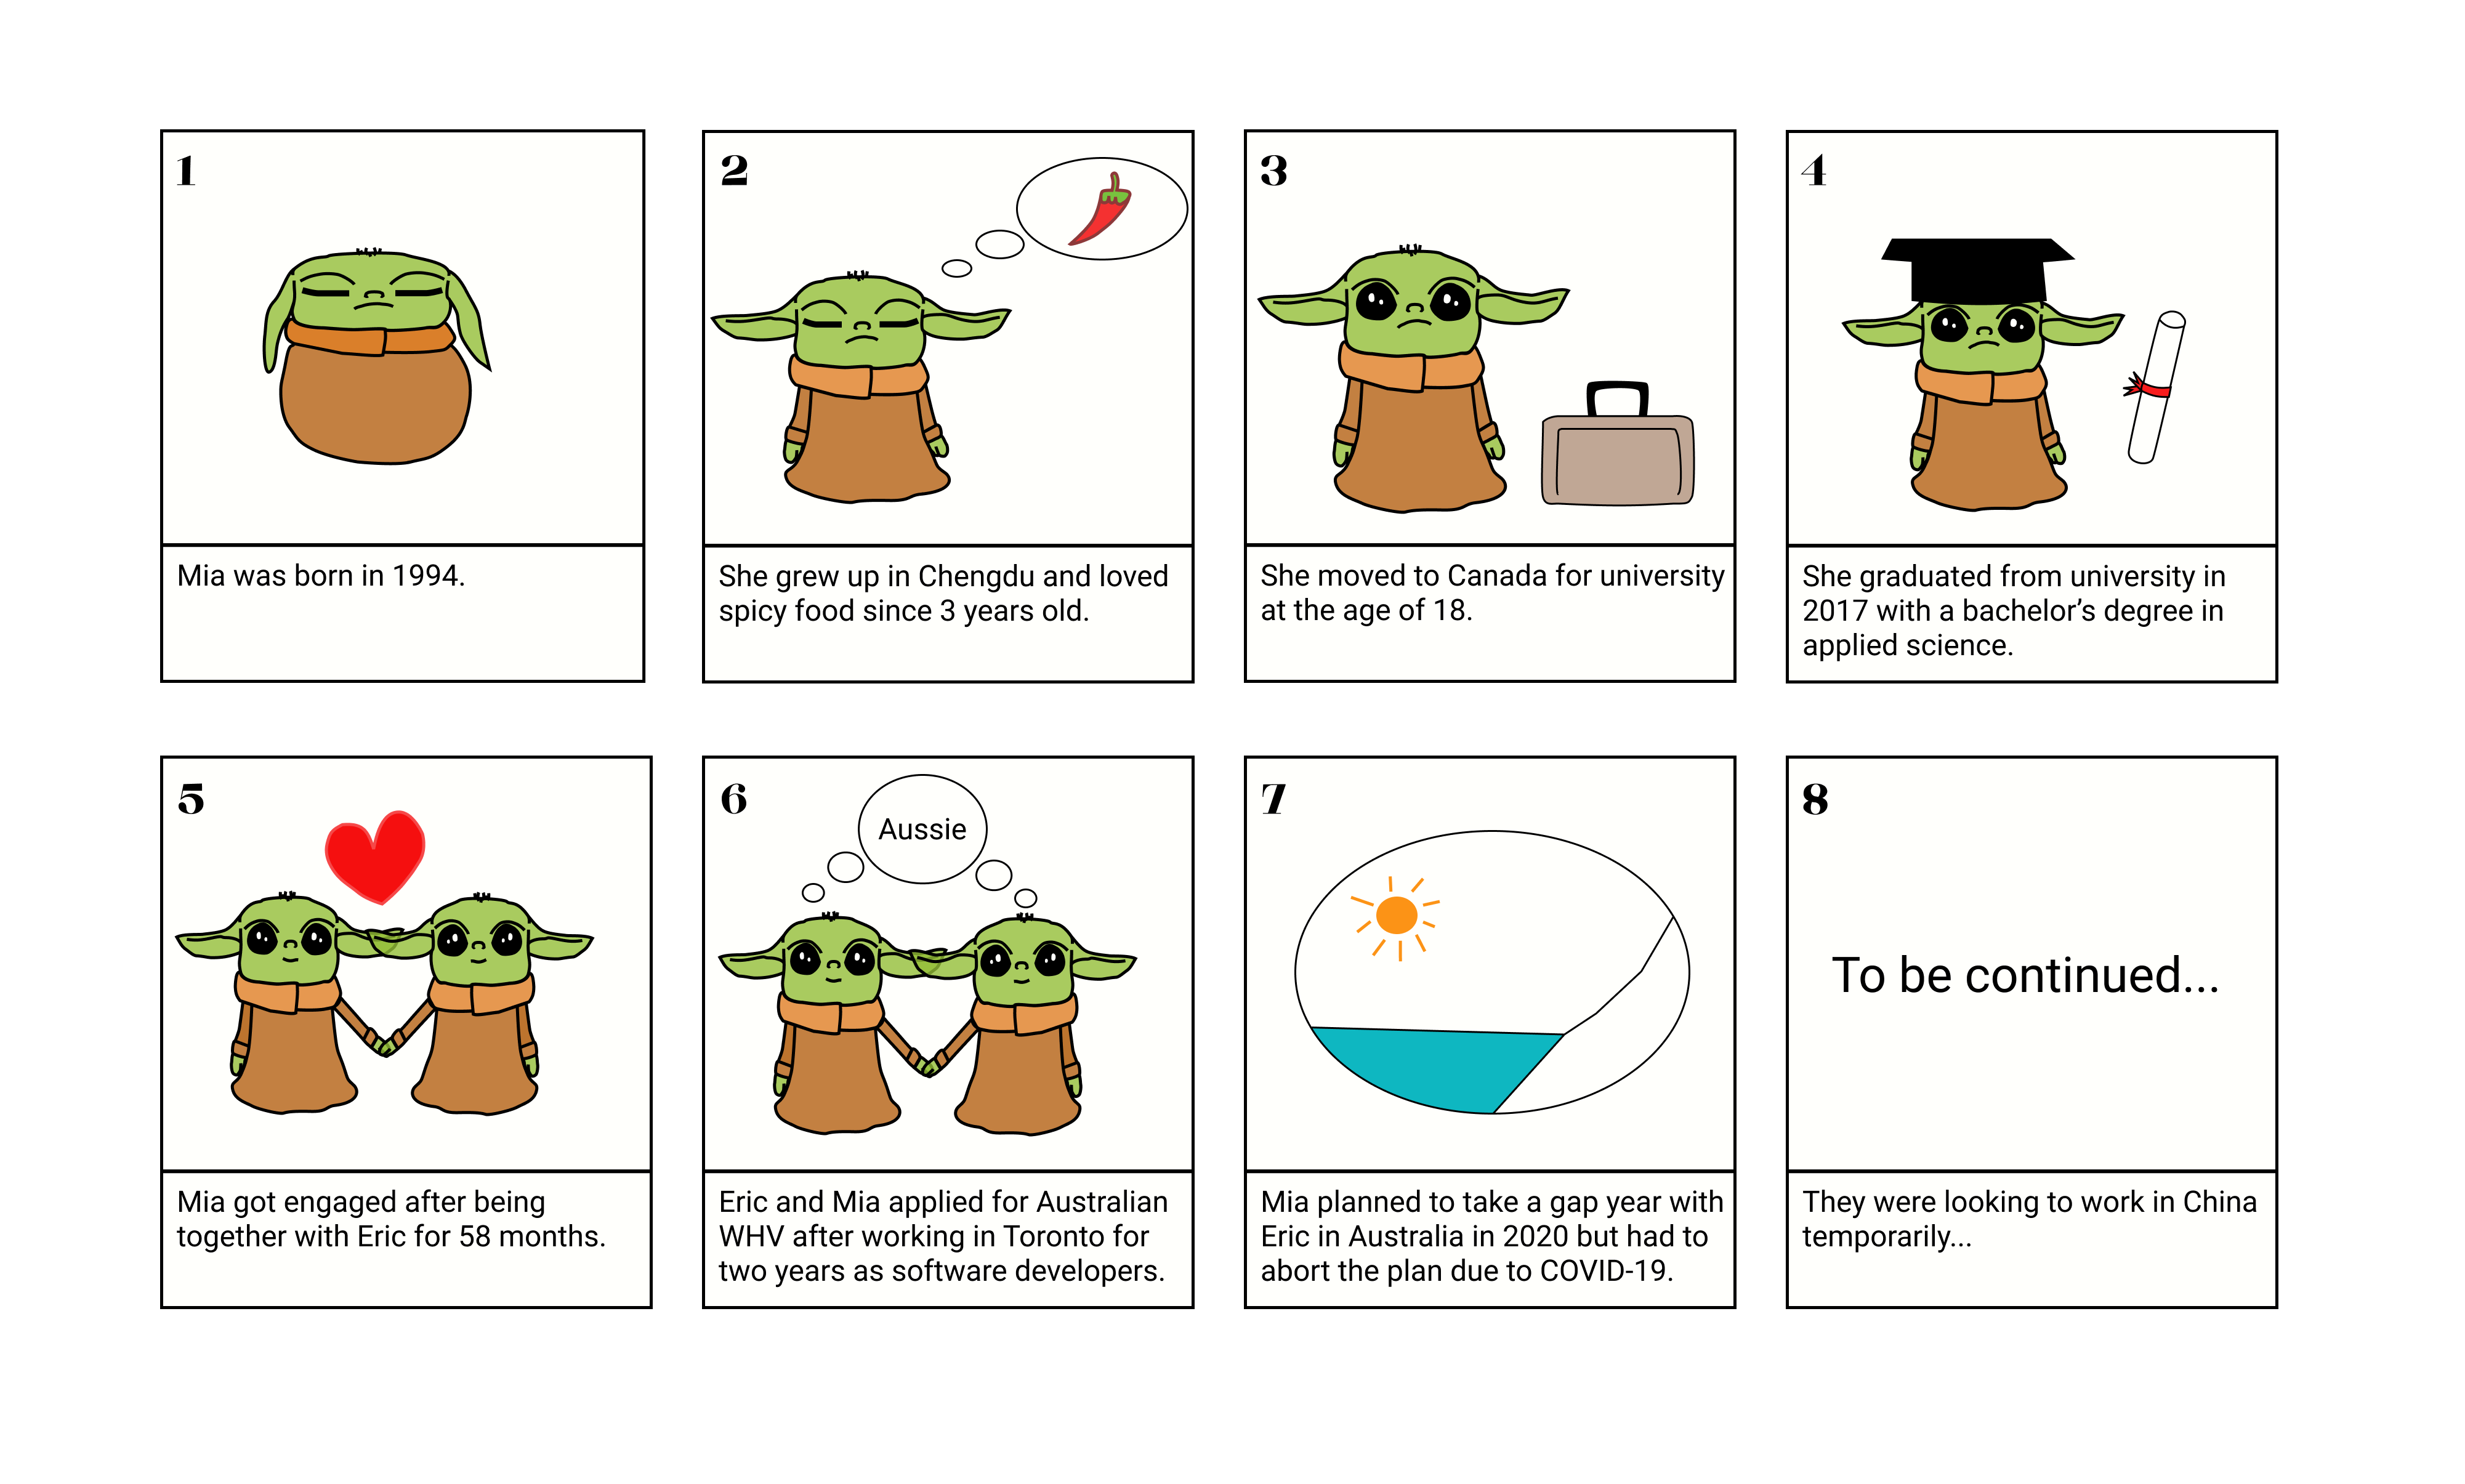 1
Mia was born in 1994.
2
She grew up in Chengdu and loved
spicy food since 3 years old.
3
She moved to Canada for university
at the age of 18.
4
She graduated from university in
2017 with a bachelor’s degree in
applied science.
5
Mia got engaged after being
together with Eric for 58 months.
6
Aussie
Eric and Mia applied for Australian
WHV after working in Toronto for
two years as software developers.
7
Mia planned to take a gap year with
Eric in Australia in 2020 but had to
abort the plan due to COVID-19.
8
To be continued...
They were looking to work in China
temporarily...